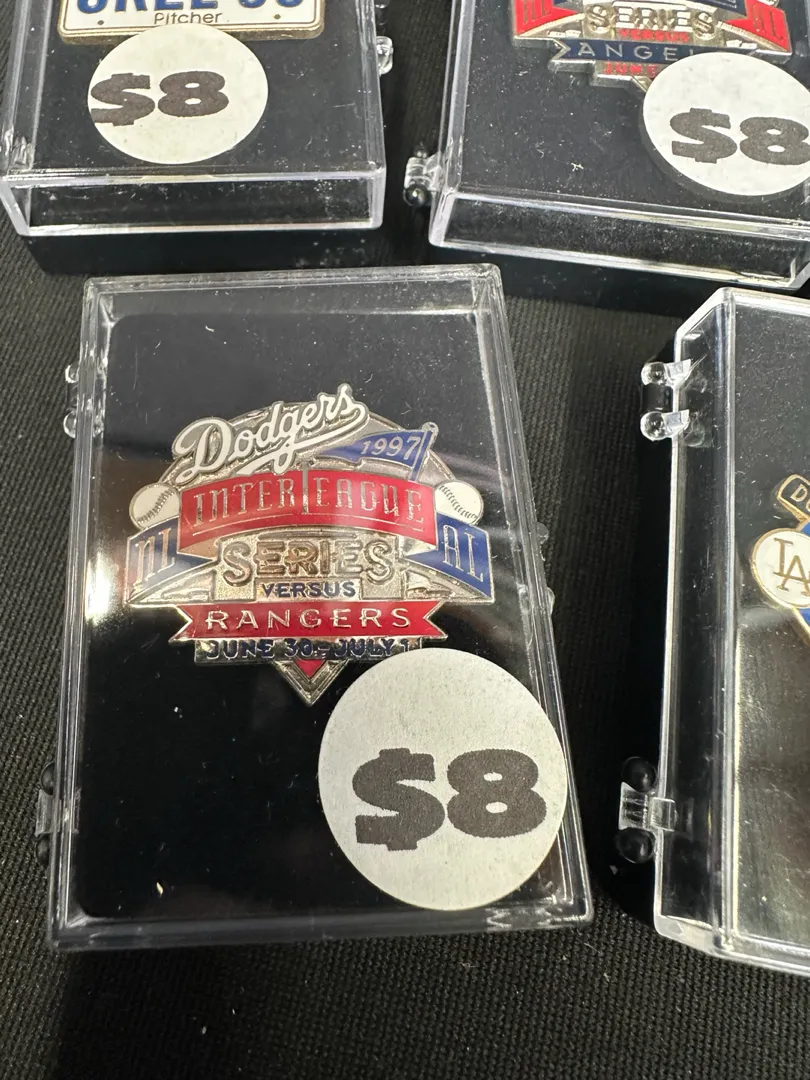 Pitcher
$8
SERIES
VERSUS
$8
Dodgers
1997
INTERLEAGUE
NL
AL
SERIES
VERSUS
RANGERS
JUNE 30-JULY 1
$8
LA